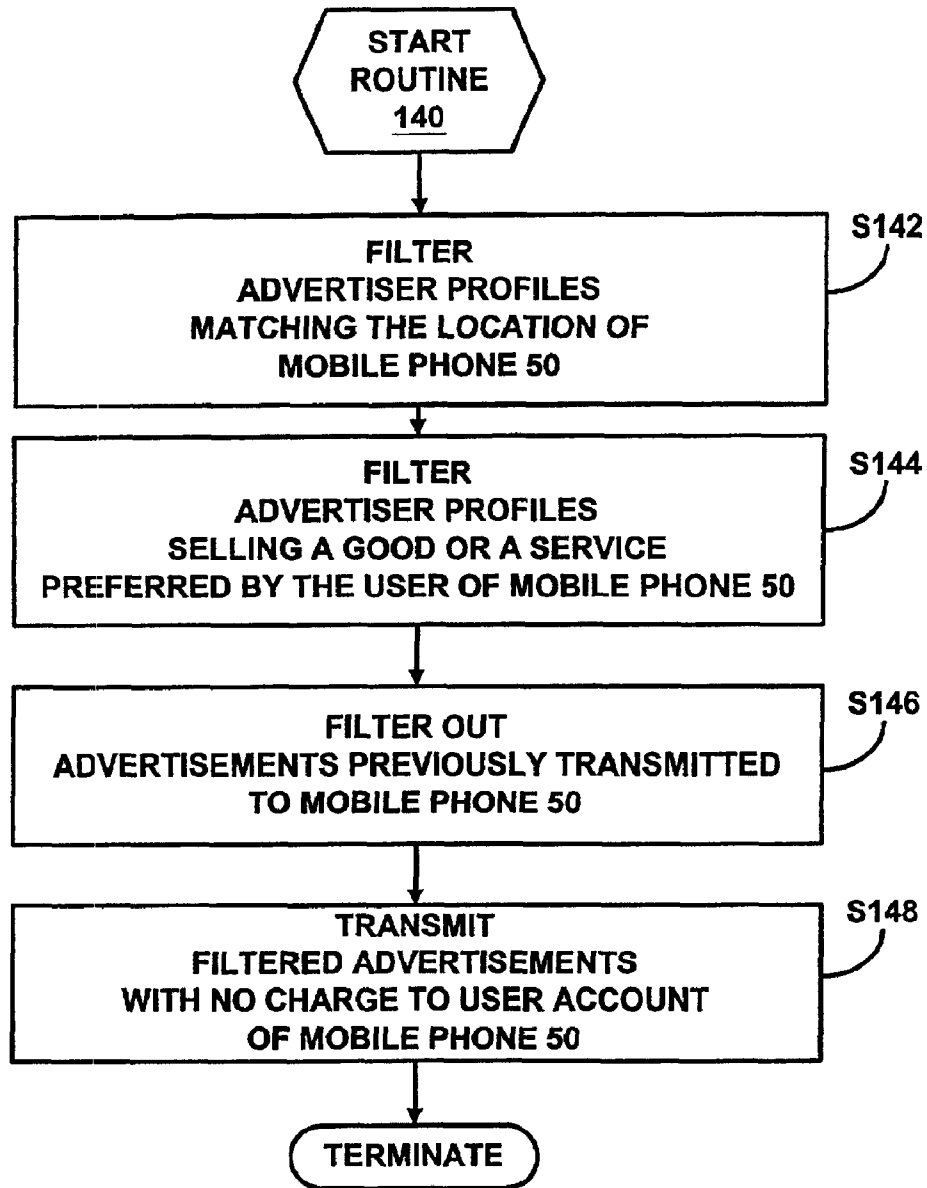 START
ROUTINE
140
FILTER
ADVERTISER PROFILES
MATCHING THE LOCATION OF
MOBILE PHONE 50
S142
FILTER
ADVERTISER PROFILES
SELLING A GOOD OR A SERVICE
PREFERRED BY THE USER OF MOBILE PHONE 50
S144
FILTER OUT
ADVERTISEMENTS PREVIOUSLY TRANSMITTED
TO MOBILE PHONE 50
S146
TRANSMIT
FILTERED ADVERTISEMENTS
WITH NO CHARGE TO USER ACCOUNT
OF MOBILE PHONE 50
S148
TERMINATE